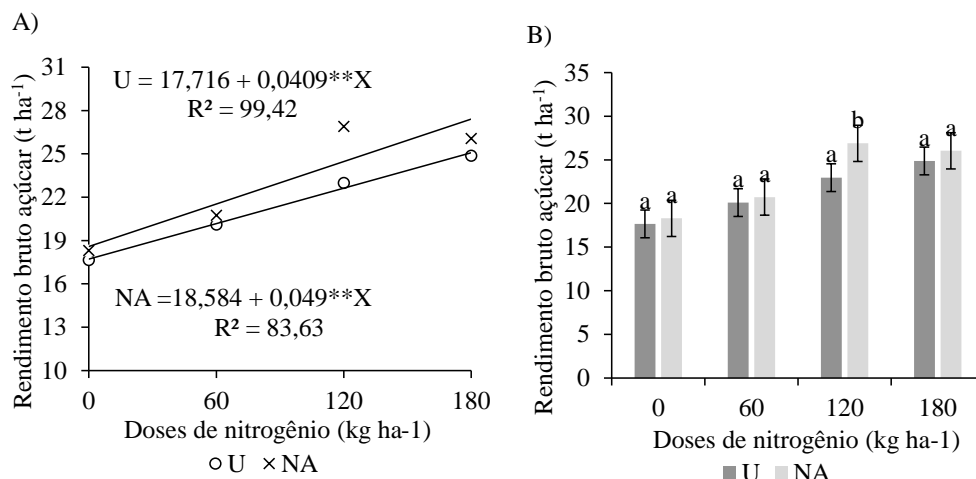 A)
Rendimento bruto açúcar (t ha-1)
31
28
25
22
19
16
13
10
U = 17,716 + 0,0409**X
R² = 99,42
NA =18,584 + 0,049**X
R² = 83,63
0 60 120 180
Doses de nitrogênio (kg ha-1)
U NA
B)
Rendimento bruto açúcar (t ha-1)
35
30
25
20
15
10
5
0
a a a a a b a a
0 60 120 180
Doses de nitrogênio (kg ha-1)
U NA